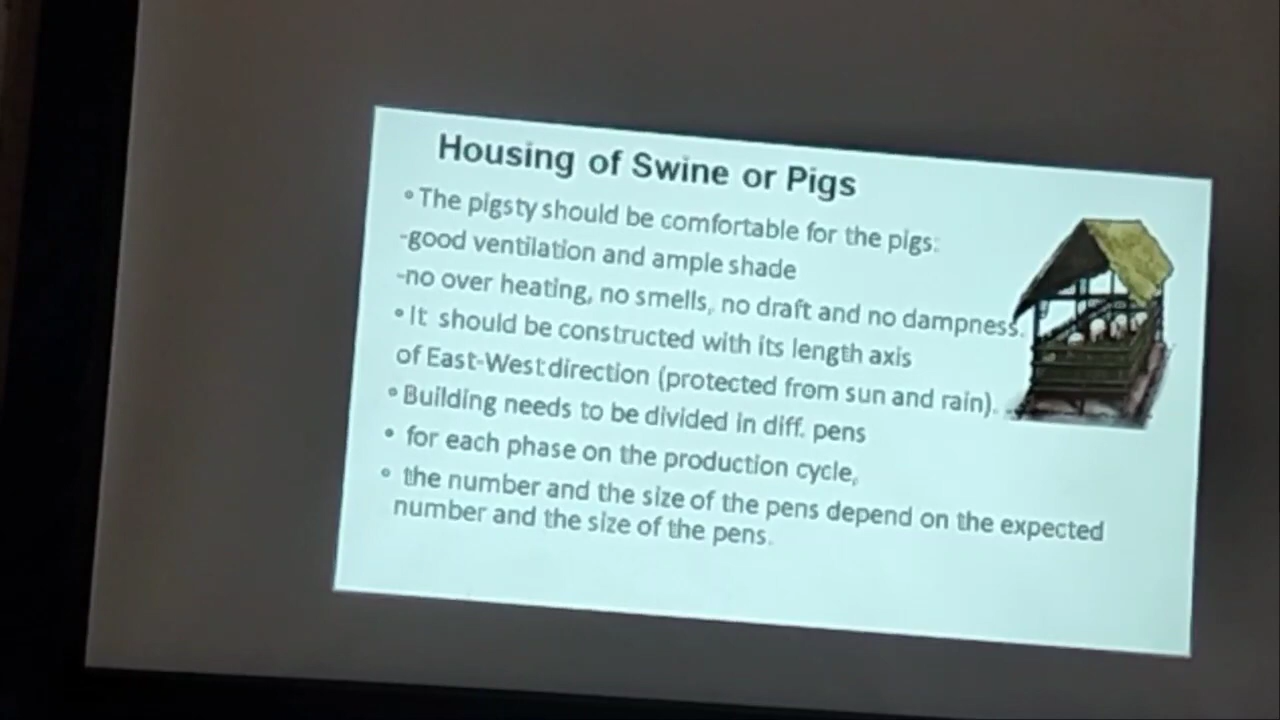 Housing of Swine or Pigs
• The pigsty should be comfortable for the pigs:
-good ventilation and ample shade
-no over heating, no smells, no draft and no dampness.
• It should be constructed with its length axis
of East-West direction (protected from sun and rain).
• Building needs to be divided in diff. pens
• for each phase on the production cycle,
• the number and the size of the pens depend on the expected
number and the size of the pens.